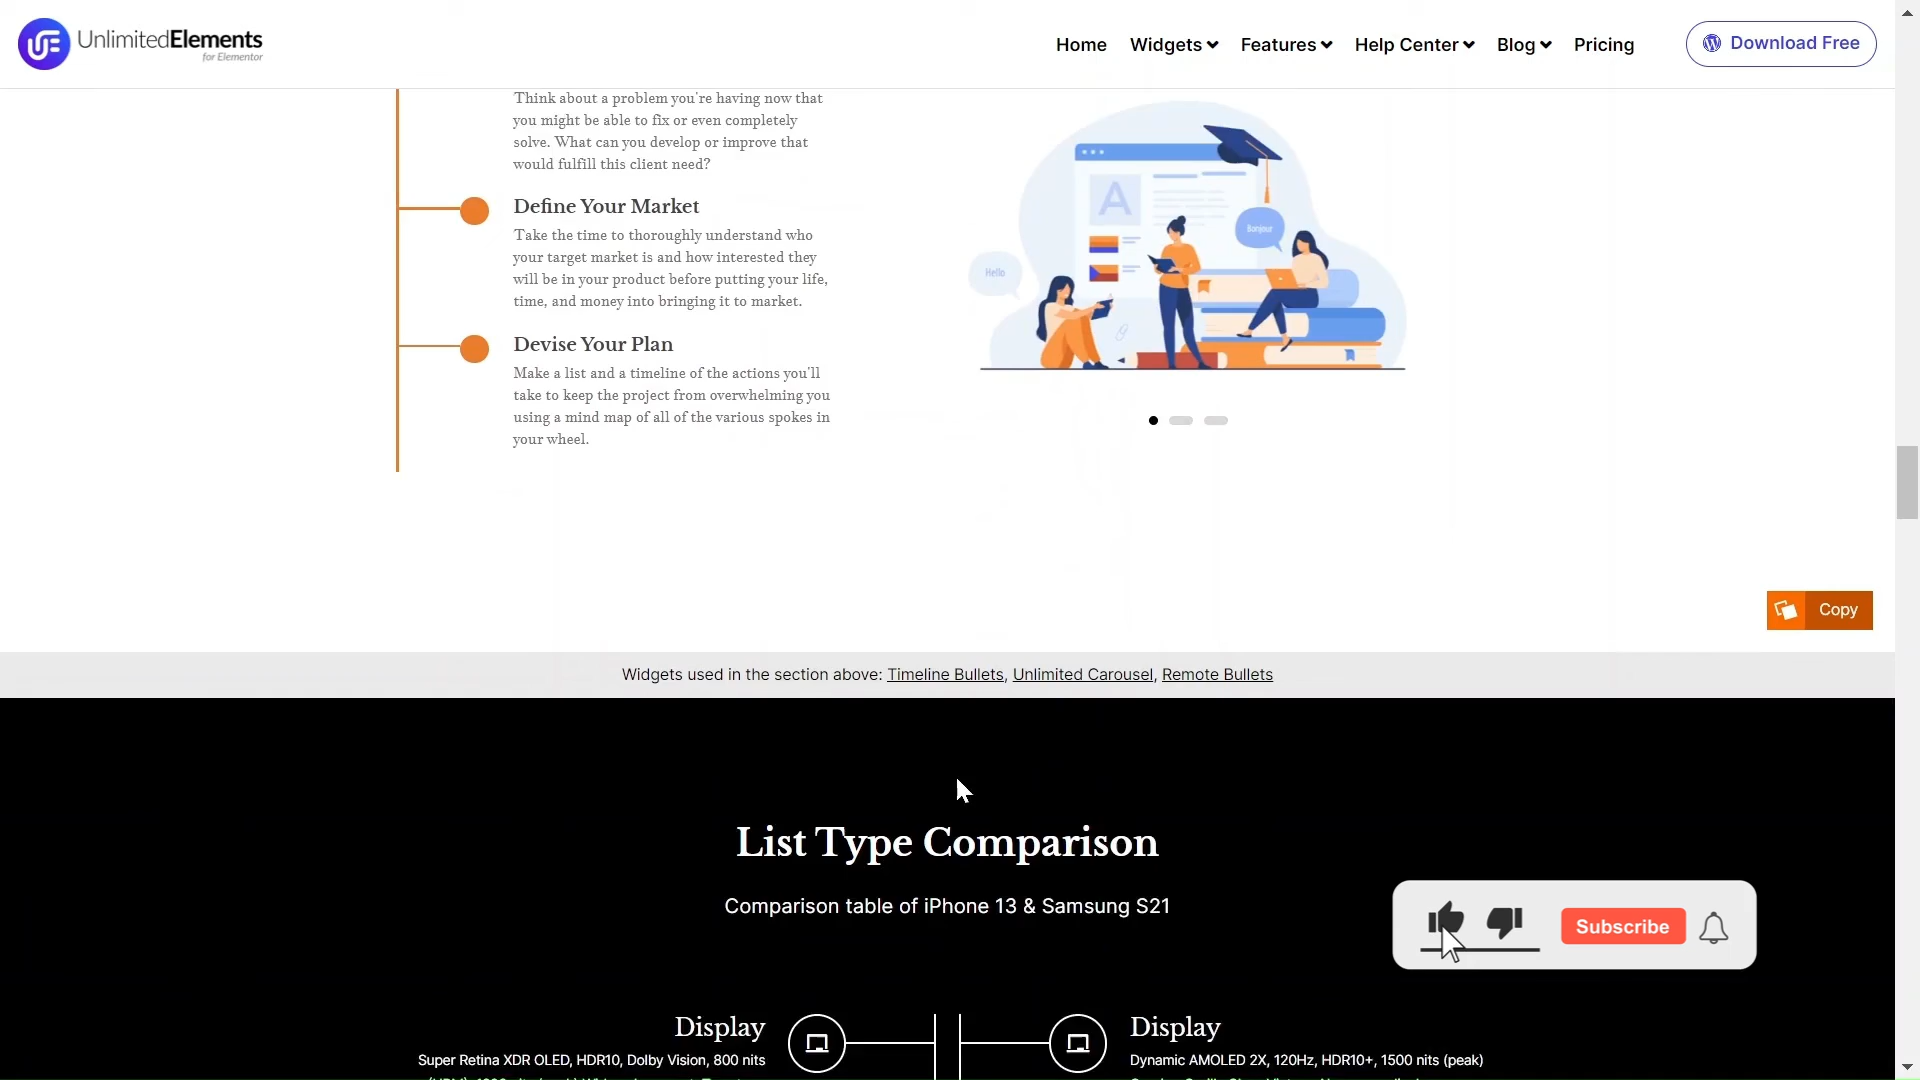 UnlimitedElements
for Elementor
Home Widgets Features Help Center Blog Pricing Download Free
Think about a problem you're having now that
you might be able to fix or even completely
solve. What can you develop or improve that
would fulfill this client need?
Define Your Market
Take the time to thoroughly understand who
your target market is and how interested they
will be in your product before putting your life,
time, and money into bringing it to market.
Devise Your Plan
Make a list and a timeline of the actions you'll
take to keep the project from overwhelming you
using a mind map of all of the various spokes in
your wheel.
A
Bonjour
Hello
Copy
Widgets used in the section above: Timeline Bullets, Unlimited Carousel, Remote Bullets
List Type Comparison
Comparison table of iPhone 13 & Samsung S21
Subscribe
Display
Super Retina XDR OLED, HDR10, Dolby Vision, 800 nits
Display
Dynamic AMOLED 2X, 120Hz, HDR10+, 1500 nits (peak)